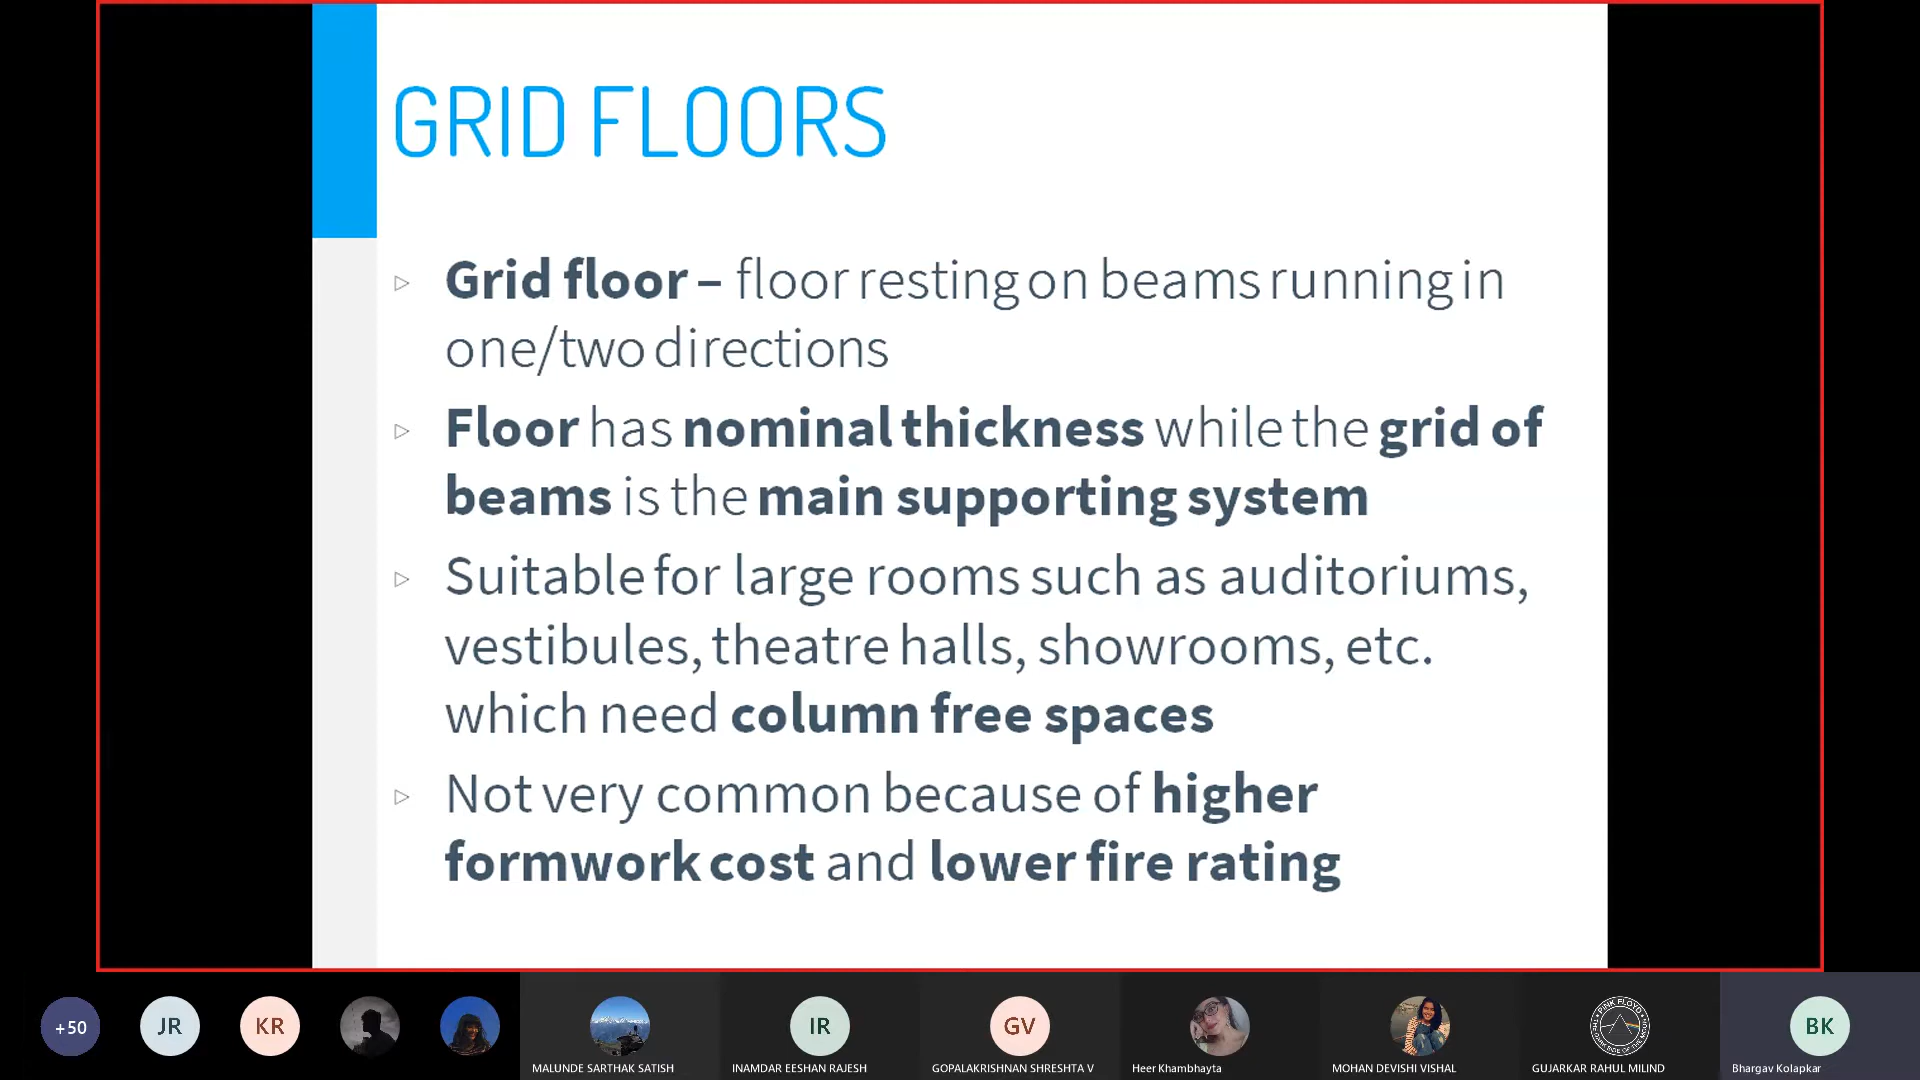 GRID FLOORS
Grid floor – floor resting on beams running in
one/two directions
Floor has nominal thickness while the grid of
beams is the main supporting system
Suitable for large rooms such as auditoriums,
vestibules, theatre halls, showrooms, etc.
which need column free spaces
Not very common because of higher
formwork cost and lower fire rating
+50
JR
KR
IR
GV
PINK FLOYD
BK
MALUNDE SARTHAK SATISH
INAMDAR EESHAN RAJESH
GOPALAKRISHNAN SHRESHTA V
Heer Khambhayta
MOHAN DEVISHI VISHAL
GUJARKAR RAHUL MILIND
Bhargav Kolapkar